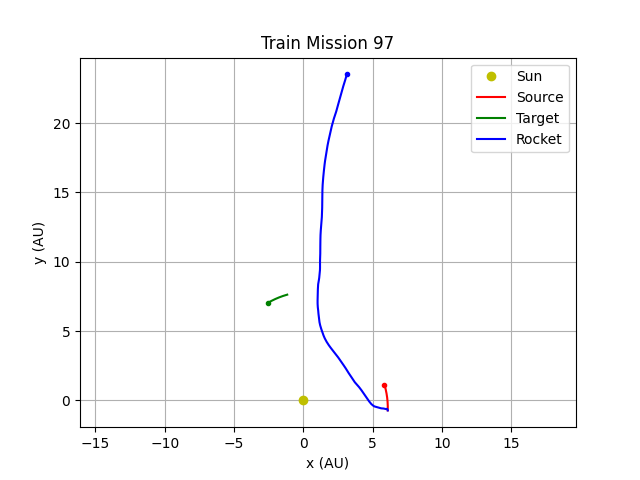 Train Mission 97
Sun
Source
Target
Rocket
20
15
10
5
0
y (AU)
−15
−10
−5
0
5
10
15
x (AU)